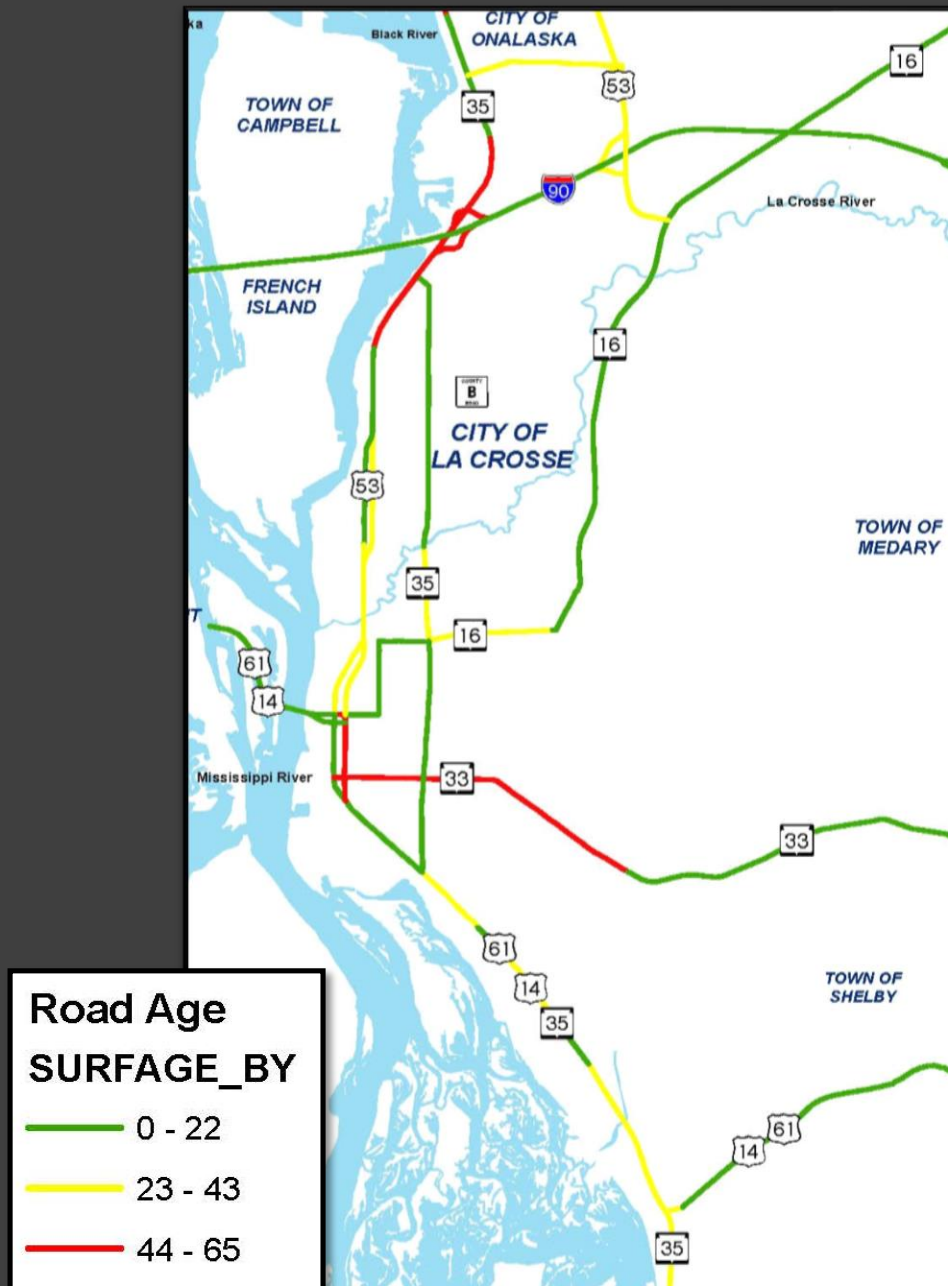 ka
CITY OF
ONALASKA
Black River
16
53
TOWN OF
CAMPBELL
35
90
La Crosse River
FRENCH
ISLAND
16
COUNTY
B
CITY OF
LA CROSSE
53
TOWN OF
MEDARY
35
IT
16
61
14
Mississippi River
33
33
61
14
TOWN OF
SHELBY
35
61
14
35
Road Age
SURFAGE_BY
0 - 22
23 - 43
44 - 65